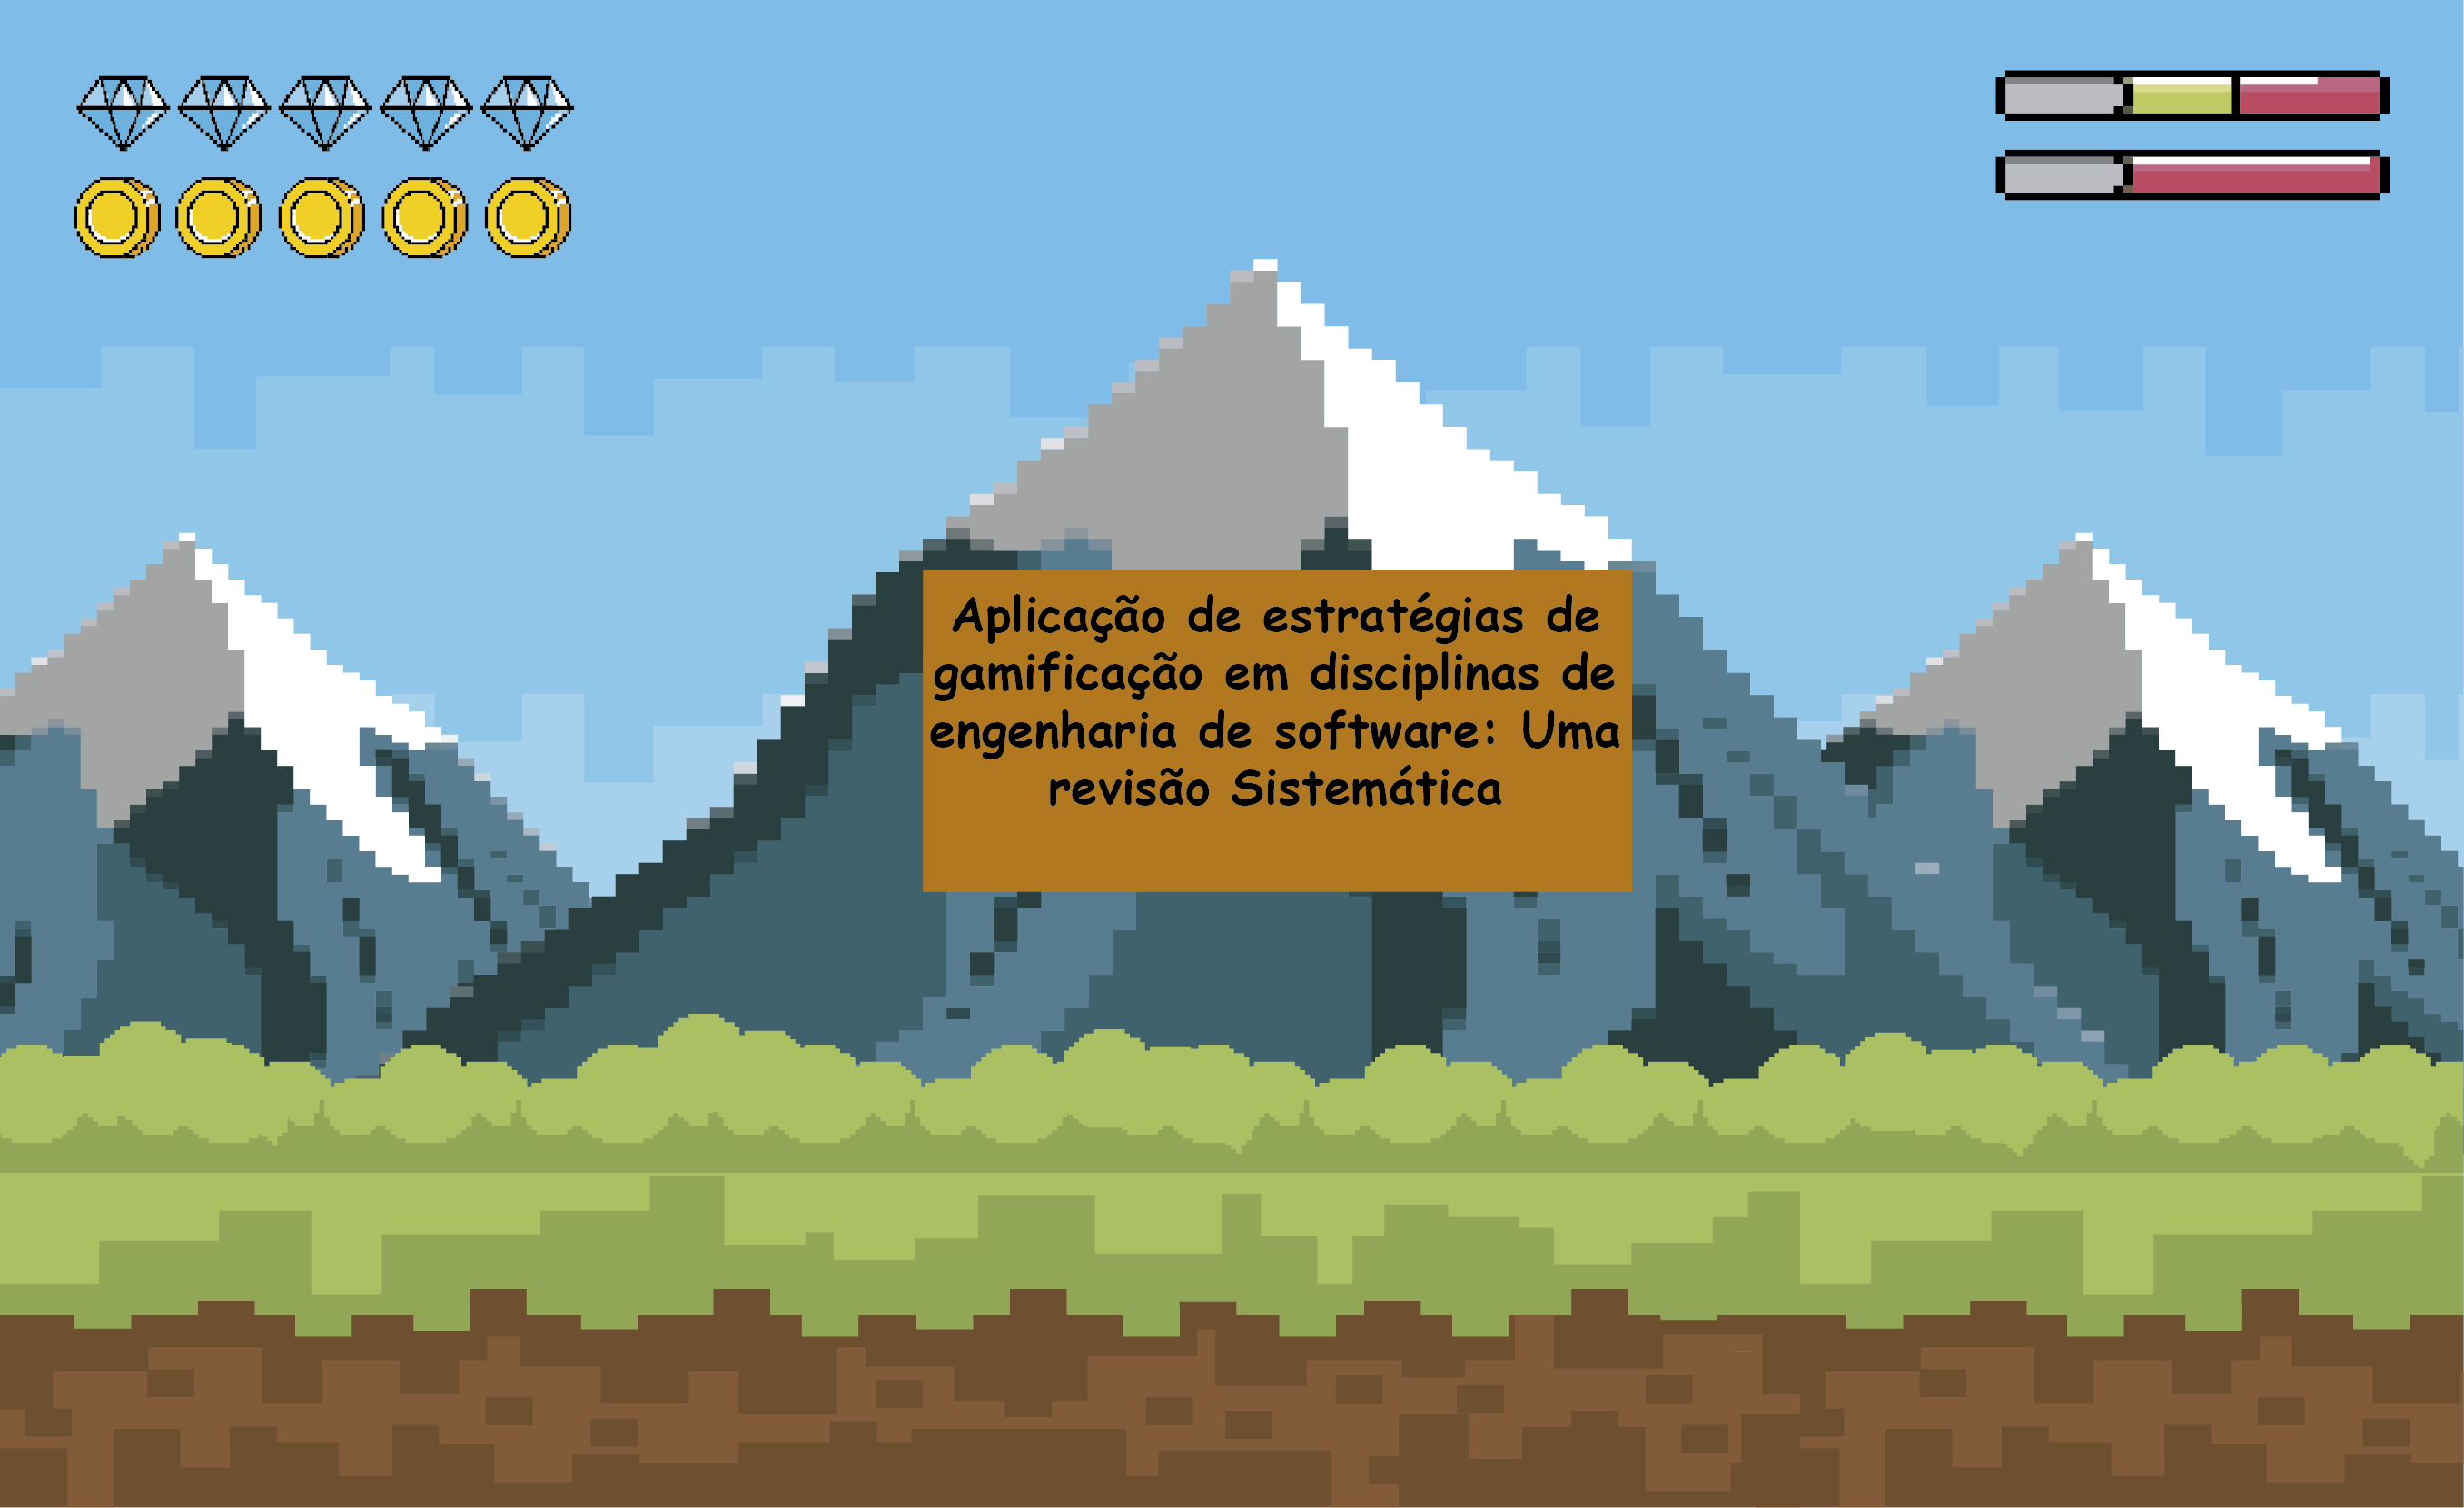 Aplicação de estratégias de
gamificação em disciplinas de
engenharia de software: Uma
revisão Sistemática